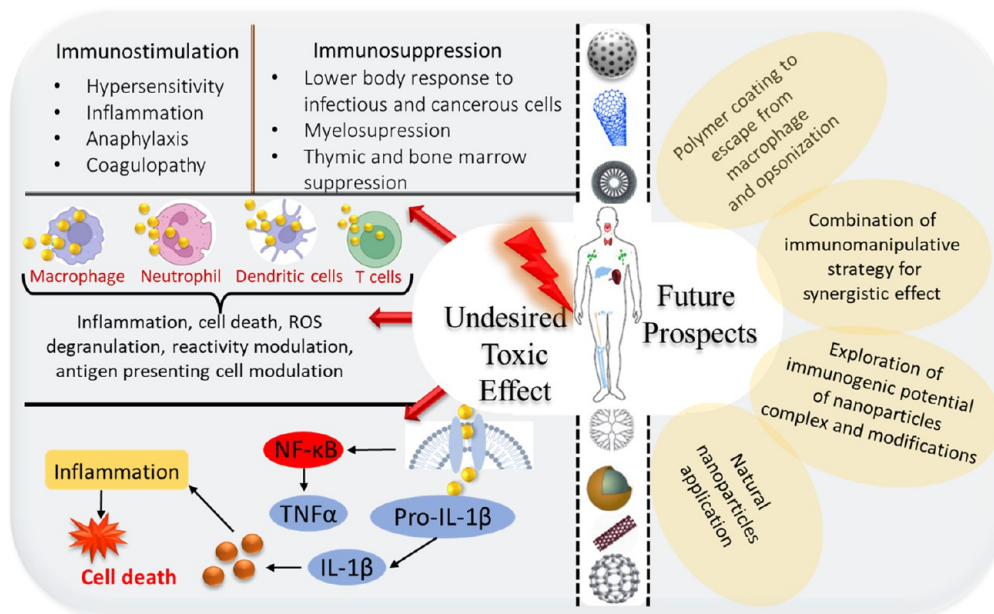 Immunostimulation
• Hypersensitivity
• Inflammation
• Anaphylaxis
• Coagulopathy
Immunosuppression
• Lower body response to
infectious and cancerous cells
• Myelosupression
• Thymic and bone marrow
suppression
Macrophage
Neutrophil
Dendritic cells
T cells
Inflammation, cell death, ROS
degranulation, reactivity modulation,
antigen presenting cell modulation
Undesired
Toxic
Effect
NF-κB
TNFα
Pro-IL-1β
IL-1β
Inflammation
Cell death
Future
Prospects
Polymer coating to
escape from
macrophage
and opsonization
Combination of
immunomanipulative
strategy for
synergistic effect
Exploration of
immunogenic potential
of nanoparticles
complex and modifications
Natural
nanoparticles
application